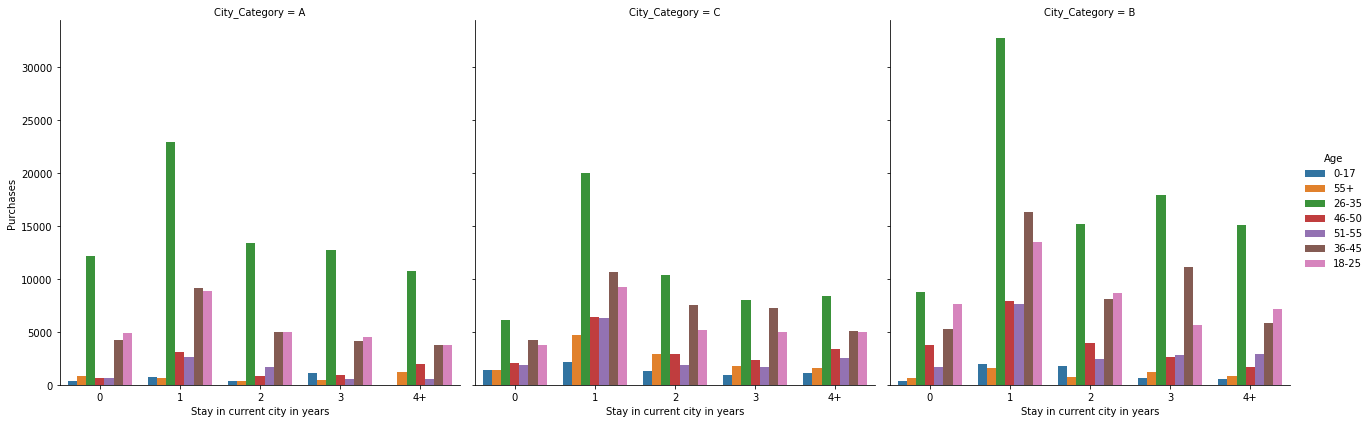 City_Category = A
City_Category = C
City_Category = B
Purchases
30000
25000
20000
15000
10000
5000
0
0 1 2 3 4+
0 1 2 3 4+
0 1 2 3 4+
Stay in current city in years
Stay in current city in years
Stay in current city in years
Age
0-17
55+
26-35
46-50
51-55
36-45
18-25